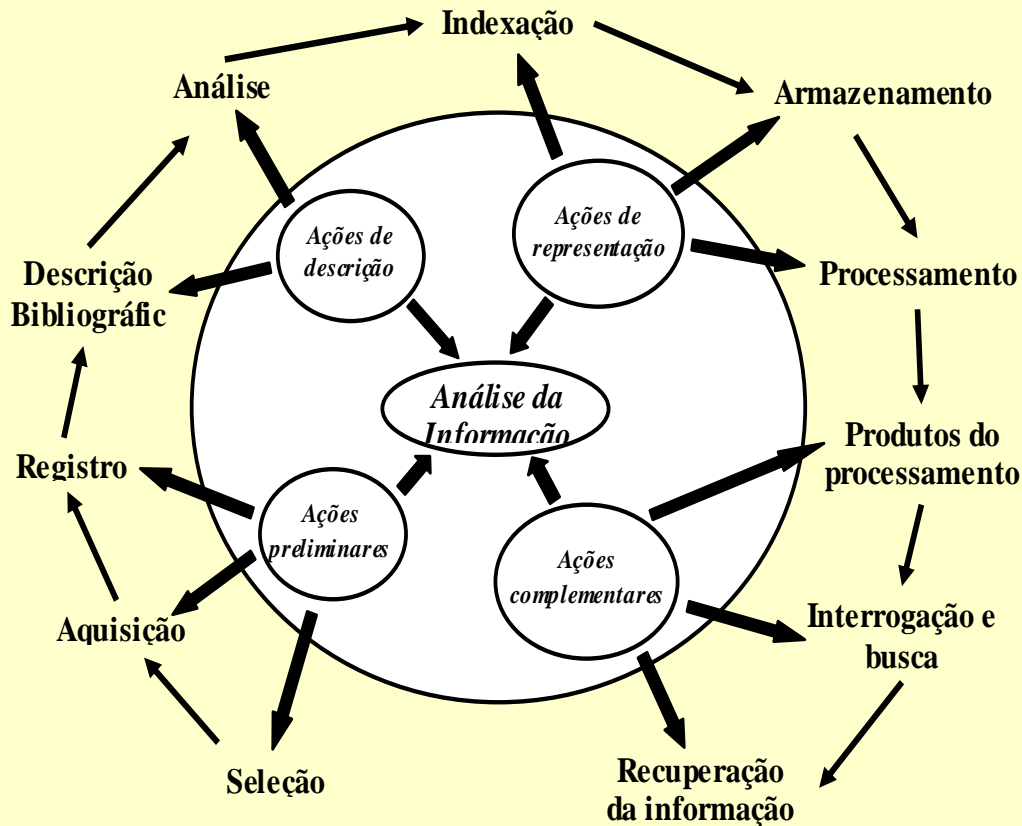 Indexação
Análise
Armazenamento
Ações de
descrição
Ações de
representação
Descrição
Bibliográfic
Processamento
Análise da
Informação
Produtos do
processamento
Registro
Ações
preliminares
Ações
complementares
Aquisição
Interrogação e
busca
Seleção
Recuperação
da informação